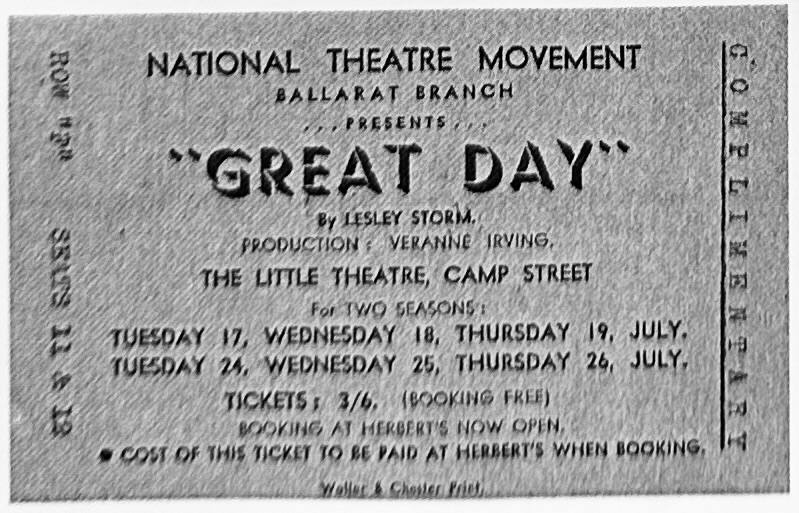 NATIONAL THEATRE MOVEMENT
BALLARAT BRANCH
...PRESENTS...
"GREAT DAY"
By LESLEY STORM.
PRODUCTION: VERANNE IRVING.
THE LITTLE THEATRE, CAMP STREET
For TWO SEASONS:
TUESDAY 17, WEDNESDAY 18, THURSDAY 19, JULY.
TUESDAY 24, WEDNESDAY 25, THURSDAY 26, JULY.
TICKETS: 3/6. (BOOKING FREE)
BOOKING AT HERBERT'S NOW OPEN.
● COST OF THIS TICKET TO BE PAID AT HERBERT'S WHEN BOOKING.
Waller & Chester Print.
ROW
SEATS 11 & 12
COMPLIMENTARY